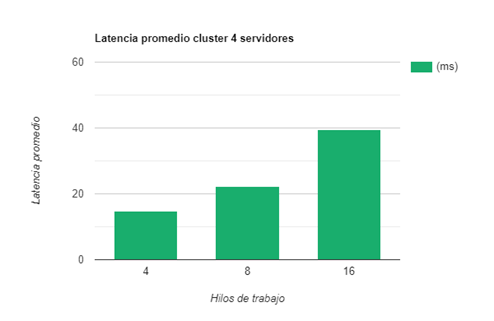 Latencia promedio cluster 4 servidores
60
40
20
0
Latencia promedio
4 8 16
Hilos de trabajo
(ms)